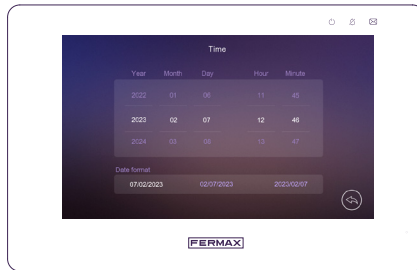 Time
Year Month Day Hour Minute
2022 01 06 11 45
2023 02 07 12 46
2024 03 08 13 47
Date format
07/02/2023 02/07/2023 2023/02/07
FERMAX